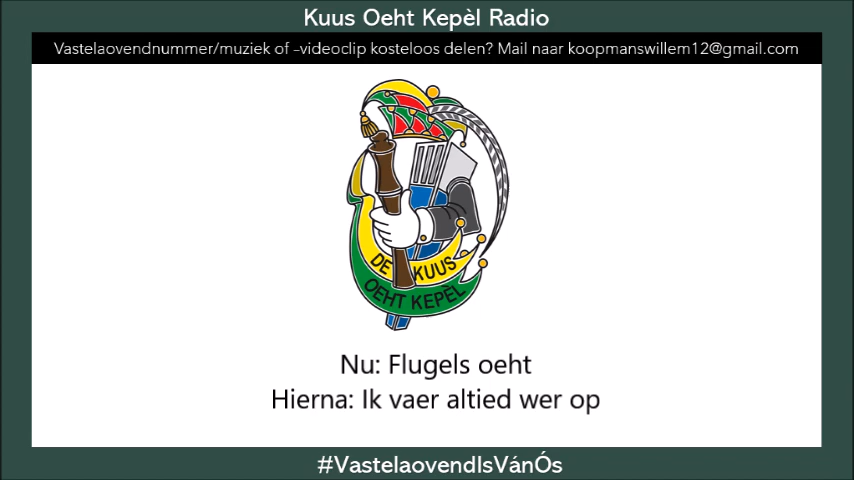 Kuus Oeht Kepèl Radio
Vastelaovendnummer/muziek of -videoclip kosteloos delen? Mail naar koopmanswillem12@gmail.com
DE KUUS
OEHT KEPÈL
Nu: Flugels oeht
Hierna: Ik vaer altied wer op
#VastelaovendIsVánÓs